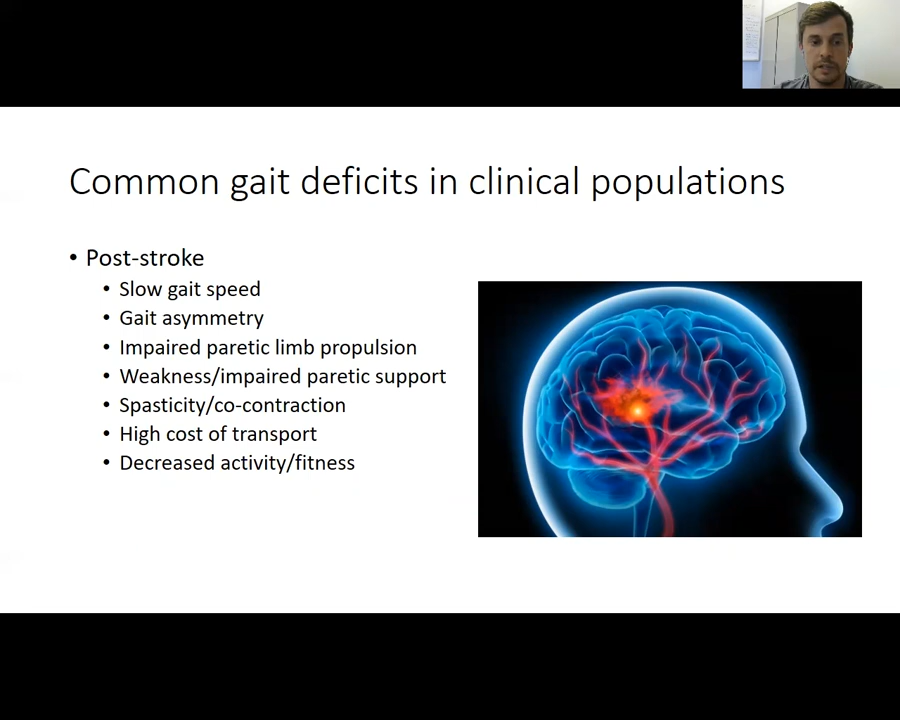 Common gait deficits in clinical populations
• Post-stroke
• Slow gait speed
• Gait asymmetry
• Impaired paretic limb propulsion
• Weakness/impaired paretic support
• Spasticity/co-contraction
• High cost of transport
• Decreased activity/fitness